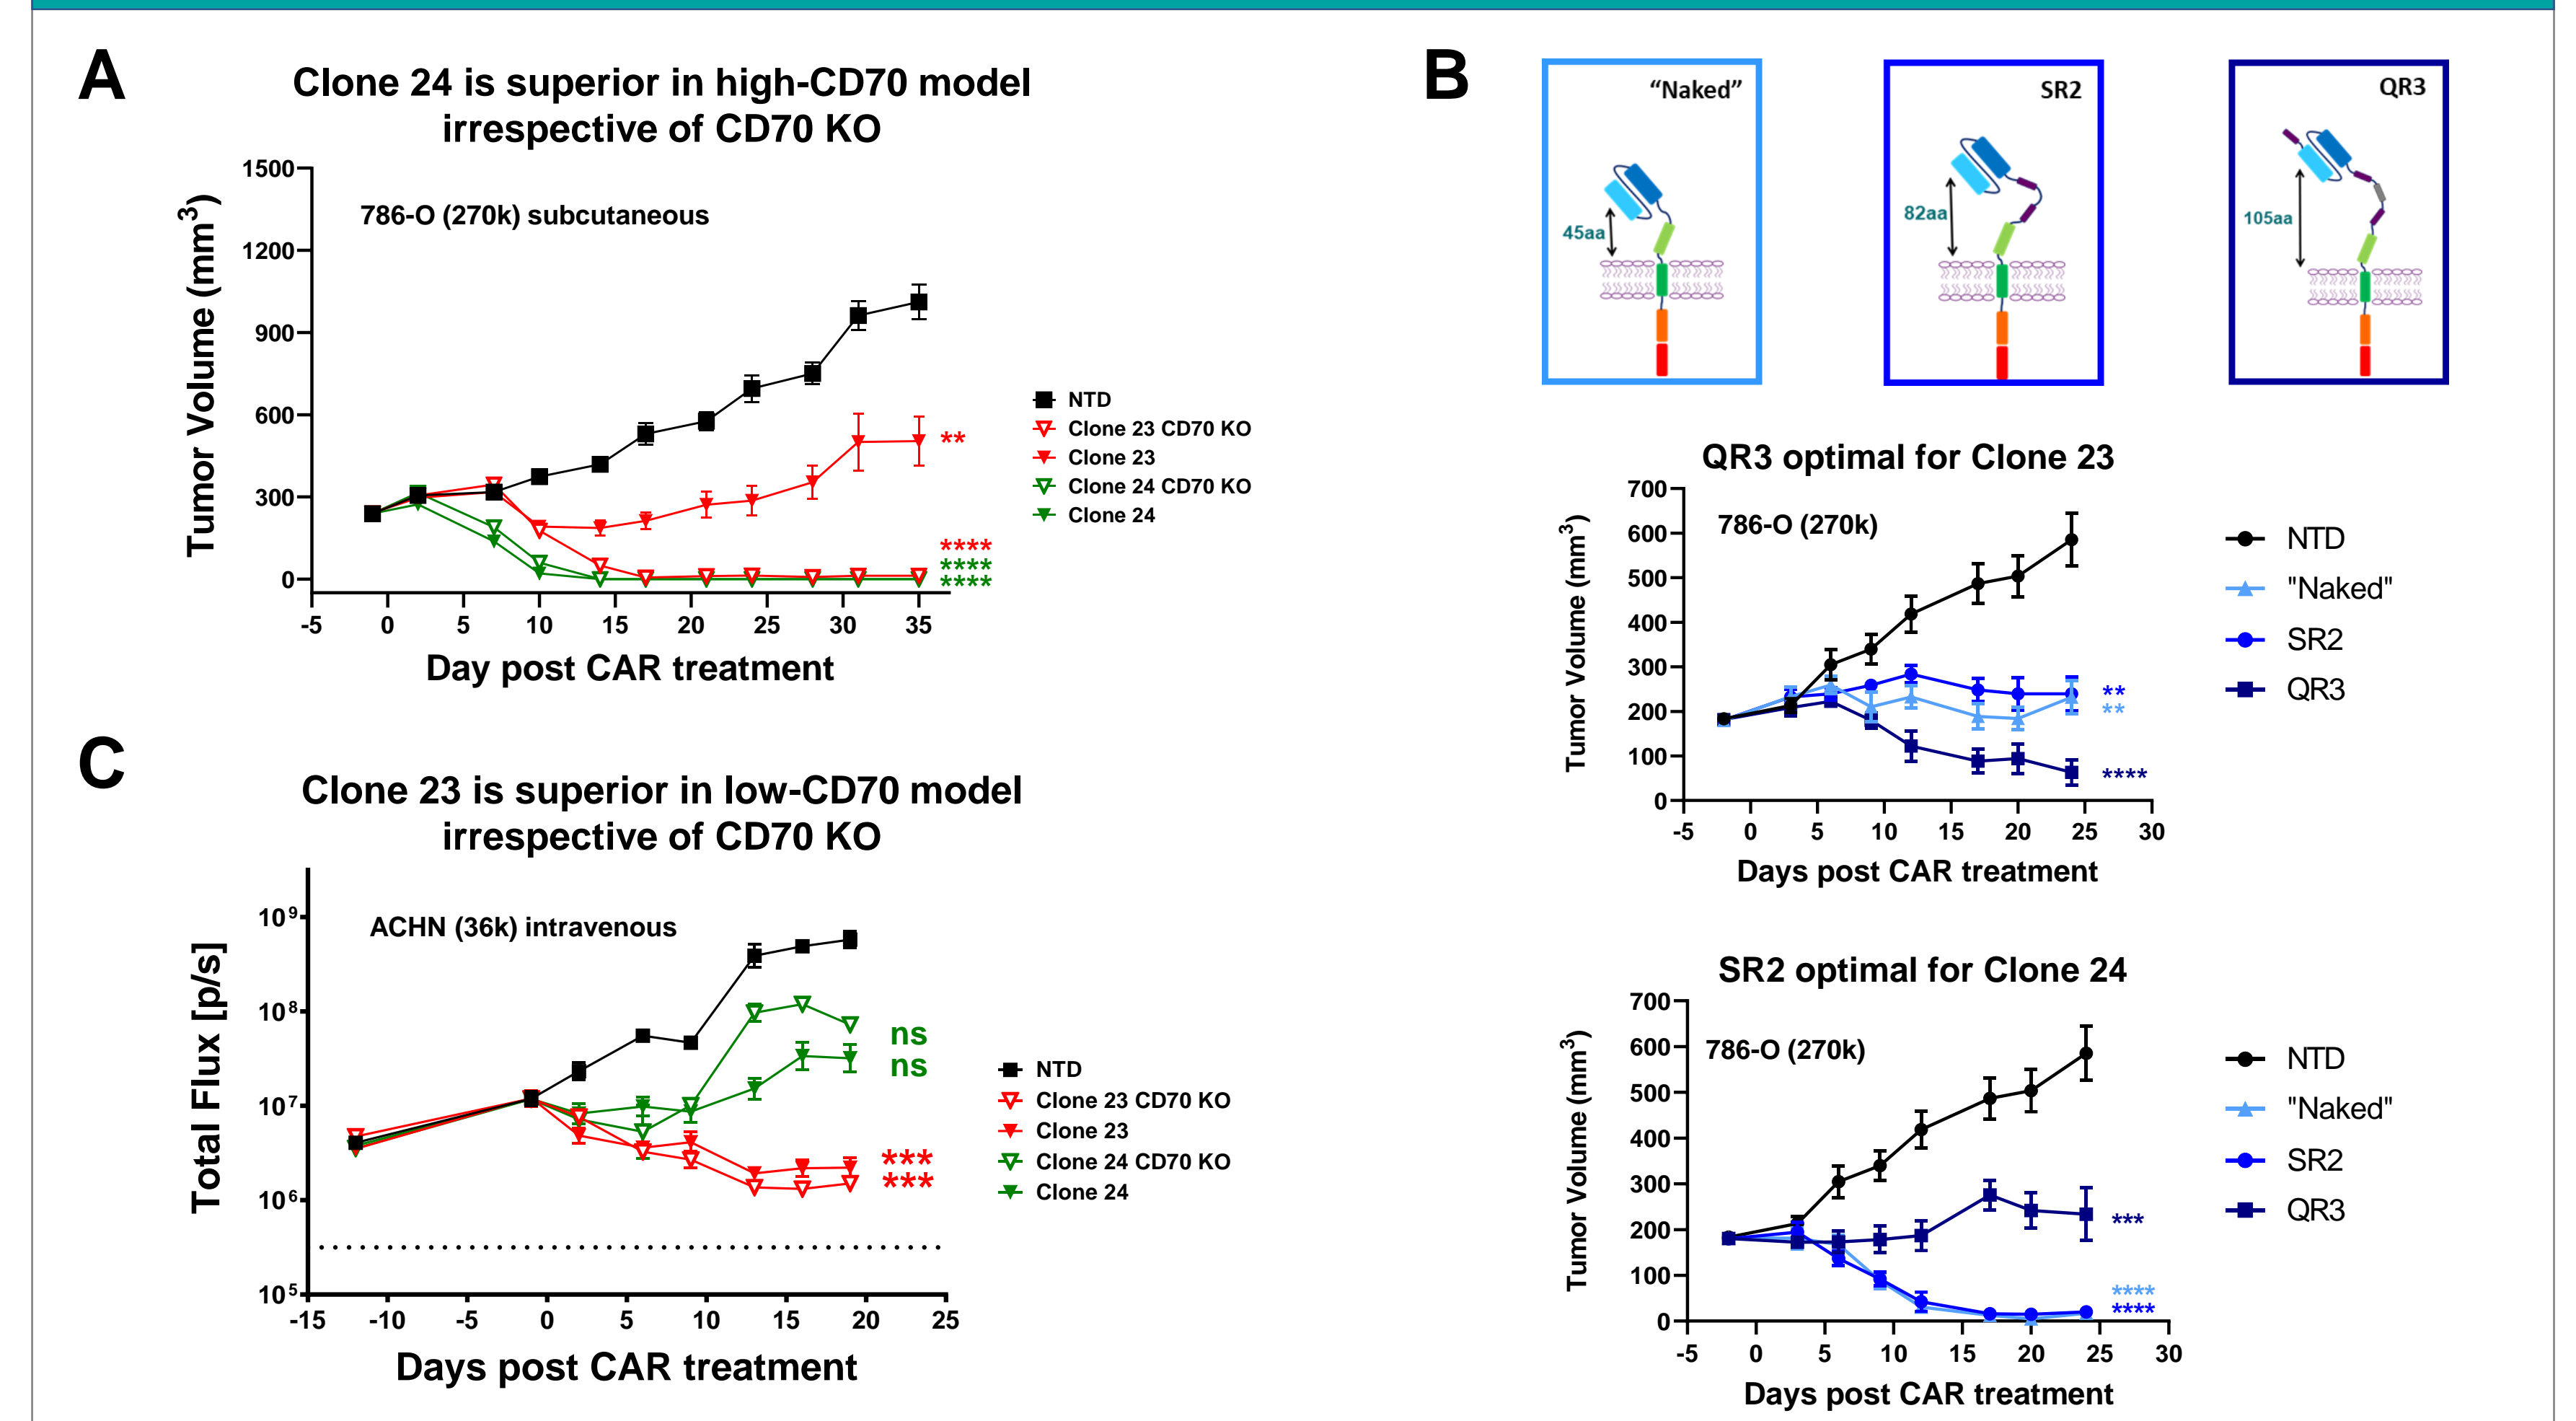 A
Clone 24 is superior in high-CD70 model
irrespective of CD70 KO
1500
1200
900
600
300
0
Tumor Volume (mm³)
786-O (270k) subcutaneous
-5 0 5 10 15 20 25 30 35
Day post CAR treatment
**
****
****
****
NTD
Clone 23 CD70 KO
Clone 23
Clone 24 CD70 KO
Clone 24
B
"Naked"
45aa
SR2
82aa
QR3
105aa
QR3 optimal for Clone 23
700
600
500
400
300
200
100
0
Tumor Volume (mm³)
786-O (270k)
-5 0 5 10 15 20 25 30
Days post CAR treatment
**
**
****
NTD
"Naked"
SR2
QR3
SR2 optimal for Clone 24
700
600
500
400
300
200
100
0
Tumor Volume (mm³)
786-O (270k)
-5 0 5 10 15 20 25 30
Days post CAR treatment
***
****
****
NTD
"Naked"
SR2
QR3
C
Clone 23 is superior in low-CD70 model
irrespective of CD70 KO
10⁹
10⁸
10⁷
10⁶
10⁵
Total Flux [p/s]
ACHN (36k) intravenous
-15 -10 -5 0 5 10 15 20 25
Days post CAR treatment
ns
ns
***
***
NTD
Clone 23 CD70 KO
Clone 23
Clone 24 CD70 KO
Clone 24